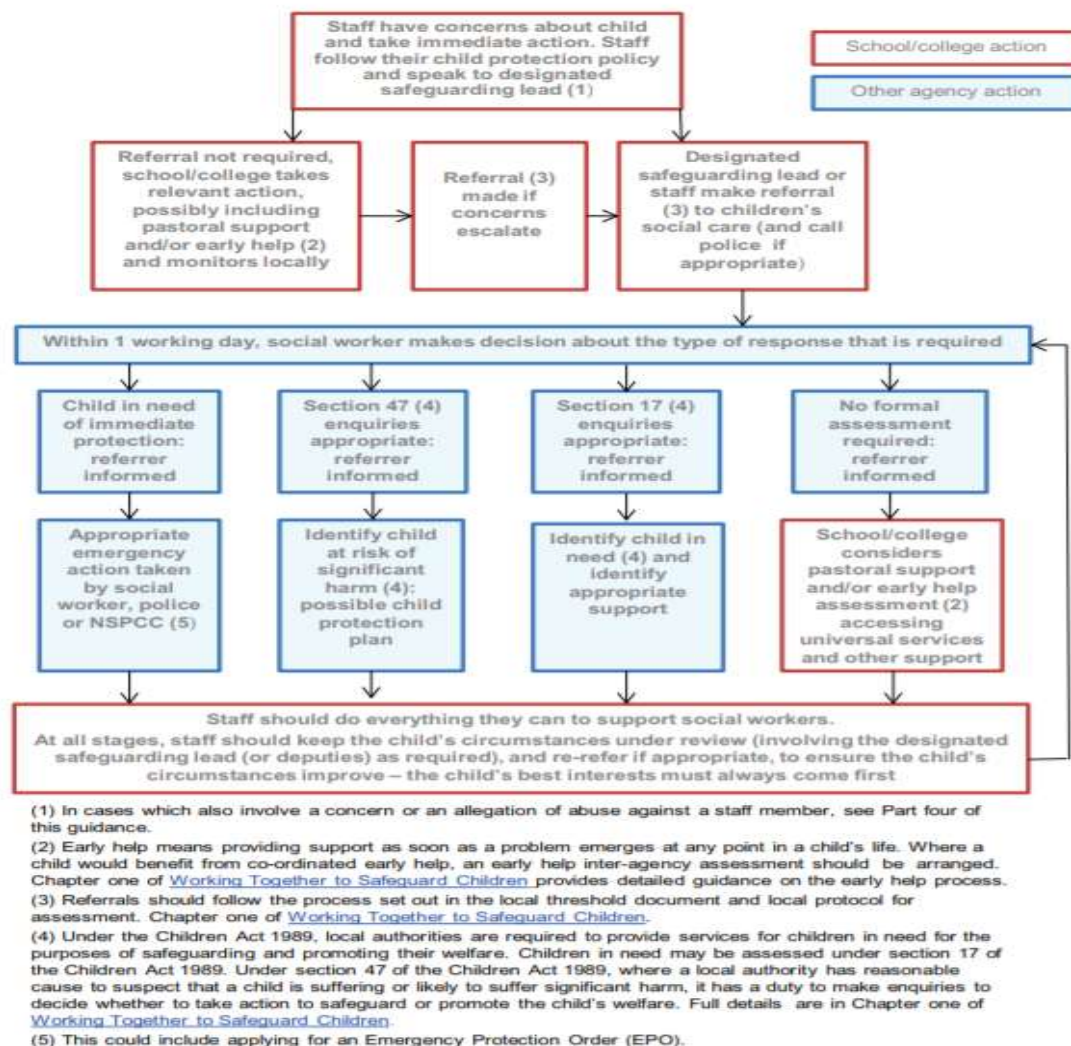 Staff have concerns about child
and take immediate action. Staff
follow their child protection policy
and speak to designated
safeguarding lead (1)
School/college action
Other agency action
Referral not required,
school/college takes
relevant action,
possibly including
pastoral support
and/or early help (2)
and monitors locally
Referral (3)
made if
concerns
escalate
Designated
safeguarding lead or
staff make referral
(3) to children's
social care (and call
police if
appropriate)
Within 1 working day, social worker makes decision about the type of response that is required
Child in need
of immediate
protection:
referrer
informed
Section 47 (4)
enquiries
appropriate:
referrer
informed
Section 17 (4)
enquiries
appropriate:
referrer
informed
No formal
assessment
required:
referrer
informed
Appropriate
emergency
action taken
by social
worker, police
or NSPCC (5)
Identify child
at risk of
significant
harm (4):
possible child
protection
plan
Identify child in
need (4) and
identify
appropriate
support
School/college
considers
pastoral support
and/or early help
assessment (2)
accessing
universal services
and other support
Staff should do everything they can to support social workers.
At all stages, staff should keep the child's circumstances under review (involving the designated
safeguarding lead (or deputies) as required), and re-refer if appropriate, to ensure the child's
circumstances improve – the child's best interests must always come first
(1) In cases which also involve a concern or an allegation of abuse against a staff member, see Part four of
this guidance.
(2) Early help means providing support as soon as a problem emerges at any point in a child's life. Where a
child would benefit from co-ordinated early help, an early help inter-agency assessment should be arranged.
Chapter one of Working Together to Safeguard Children provides detailed guidance on the early help process.
(3) Referrals should follow the process set out in the local threshold document and local protocol for
assessment. Chapter one of Working Together to Safeguard Children.
(4) Under the Children Act 1989, local authorities are required to provide services for children in need for the
purposes of safeguarding and promoting their welfare. Children in need may be assessed under section 17 of
the Children Act 1989. Under section 47 of the Children Act 1989, where a local authority has reasonable
cause to suspect that a child is suffering or likely to suffer significant harm, it has a duty to make enquiries to
decide whether to take action to safeguard or promote the child's welfare. Full details are in Chapter one of
Working Together to Safeguard Children.
(5) This could include applying for an Emergency Protection Order (EPO).